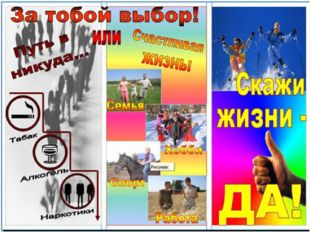 За тобой выбор!
Путь в
никуда...
или
Счастливая
жизнь!
Табак
Алкоголь
Наркотики
Семья
Хобби
Спорт
Работа
Скажи
жизни -
ДА!